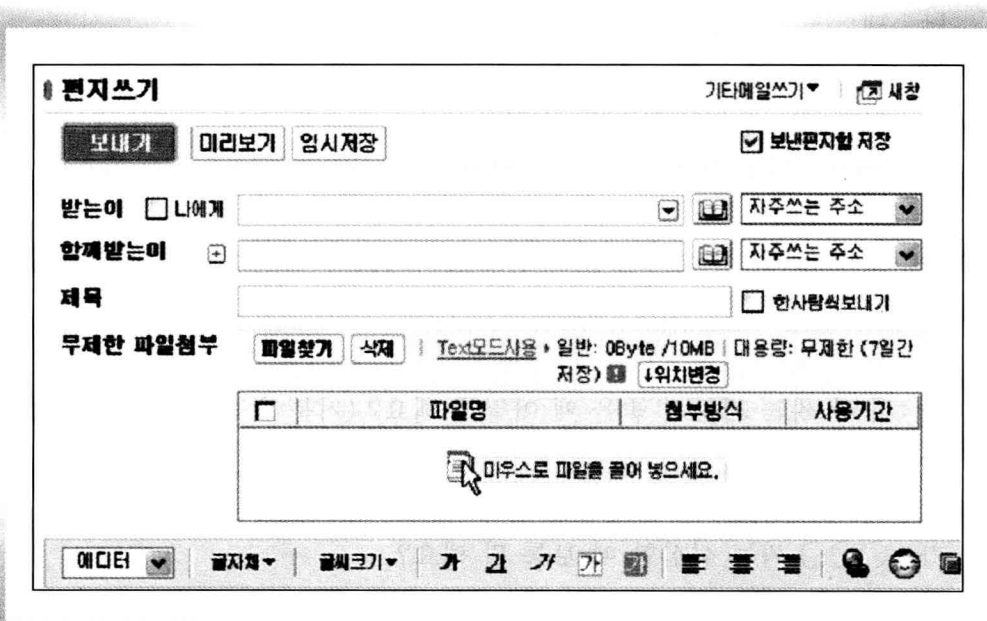 편지쓰기 기타메일쓰기▼ | 새창
보내기 미리보기 임시저장 보낸편지함 저장
받는이 나에게 자주쓰는 주소
함께받는이 + 자주쓰는 주소
제목 한사람씩보내기
무제한 파일첨부 파일찾기 삭제 | Text모드사용 일반: 0Byte /10MB | 대용량: 무제한 (7일간
저장) ↓위치변경
파일명 | 첨부방식 | 사용기간
마우스로 파일을 끌어 넣으세요.
에디터 | 글자체▼ | 글씨크기▼ | 가 가 가 가 가